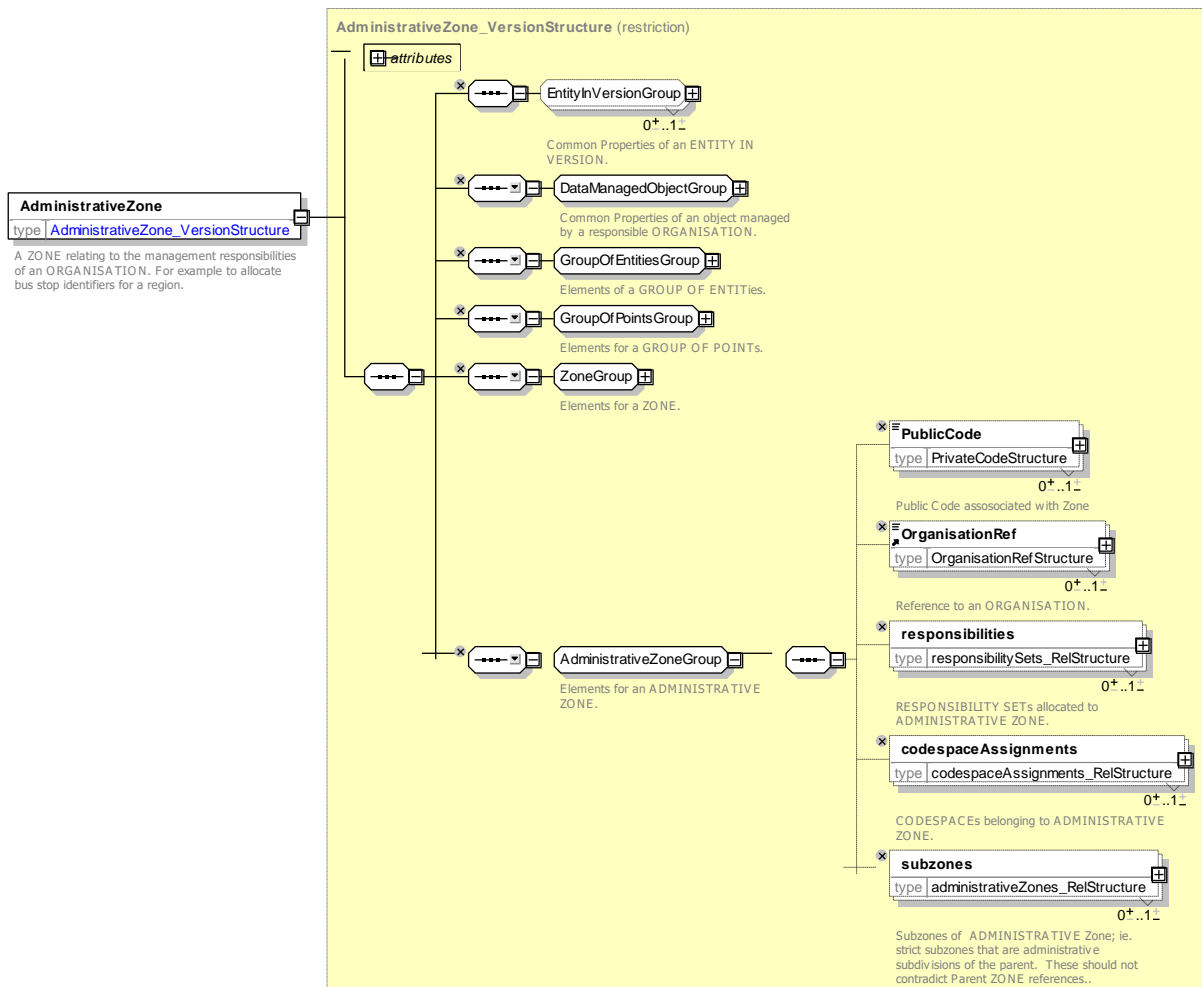 AdministrativeZone_VersionStructure (restriction)
attributes
EntityInVersionGroup
0..1
Common Properties of an ENTITY IN
VERSION.
DataManagedObjectGroup
Common Properties of an object managed
by a responsible ORGANISATION.
AdministrativeZone
type AdministrativeZone_VersionStructure
A ZONE relating to the management responsibilities
of an ORGANISATION. For example to allocate
bus stop identifiers for a region.
GroupOfEntitiesGroup
Elements of a GROUP OF ENTITies.
GroupOfPointsGroup
Elements for a GROUP OF POINTs.
ZoneGroup
Elements for a ZONE.
PublicCode
type PrivateCodeStructure
0..1
Public Code assosociated with Zone
OrganisationRef
type OrganisationRefStructure
0..1
Reference to an ORGANISATION.
responsibilities
type responsibilitySets_RelStructure
0..1
RESPONSIBILITY SETs allocated to
ADMINISTRATIVE ZONE.
AdministrativeZoneGroup
Elements for an ADMINISTRATIVE
ZONE.
codespaceAssignments
type codespaceAssignments_RelStructure
0..1
CODESPACEs belonging to ADMINISTRATIVE
ZONE.
subzones
type administrativeZones_RelStructure
0..1
Subzones of ADMINISTRATIVE Zone; ie.
strict subzones that are administrative
subdivisions of the parent. These should not
contradict Parent ZONE references..